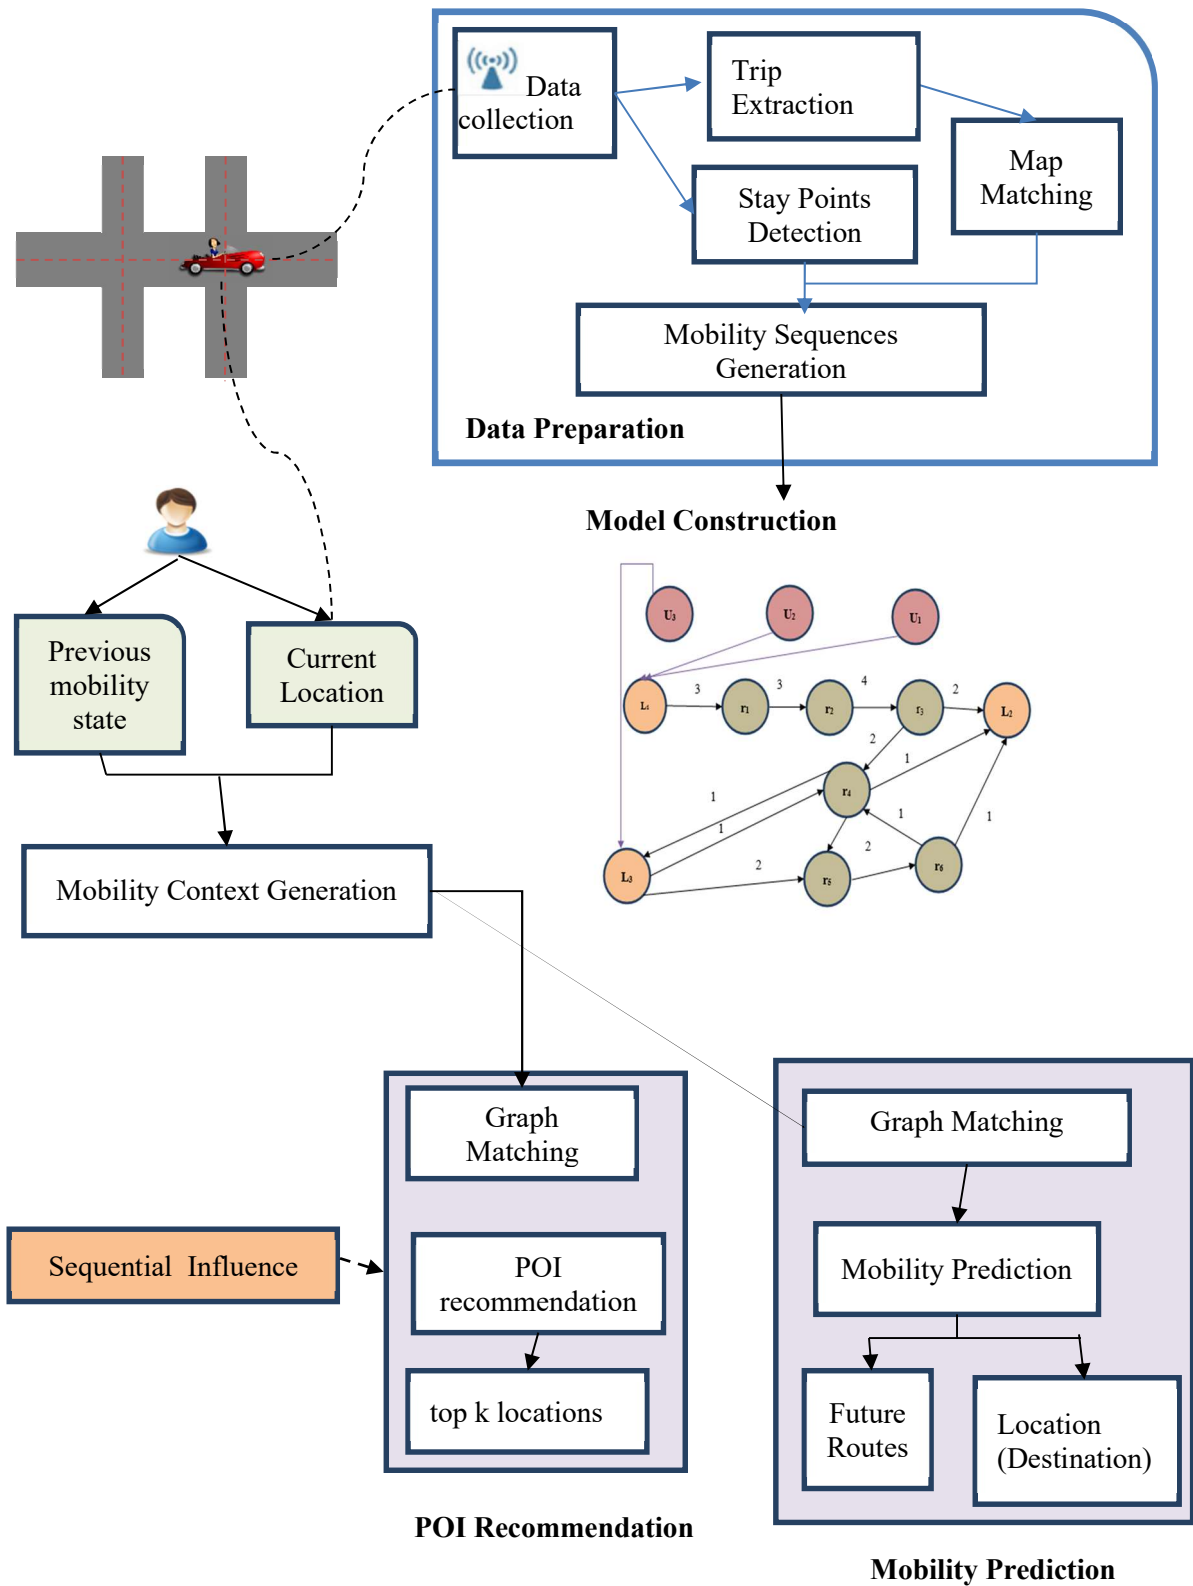 Data
collection
Trip
Extraction
Map
Matching
Stay Points
Detection
Mobility Sequences
Generation
Data Preparation
Model Construction
U3
U2
U1
Previous
mobility
state
Current
Location
3
3
4
2
L1
r1
r2
r3
L2
2
1
1
r4
1
1
1
2
2
L3
r5
r6
Mobility Context Generation
Graph
Matching
Graph Matching
Sequential Influence
POI
recommendation
Mobility Prediction
top k locations
Future
Routes
Location
(Destination)
POI Recommendation
Mobility Prediction